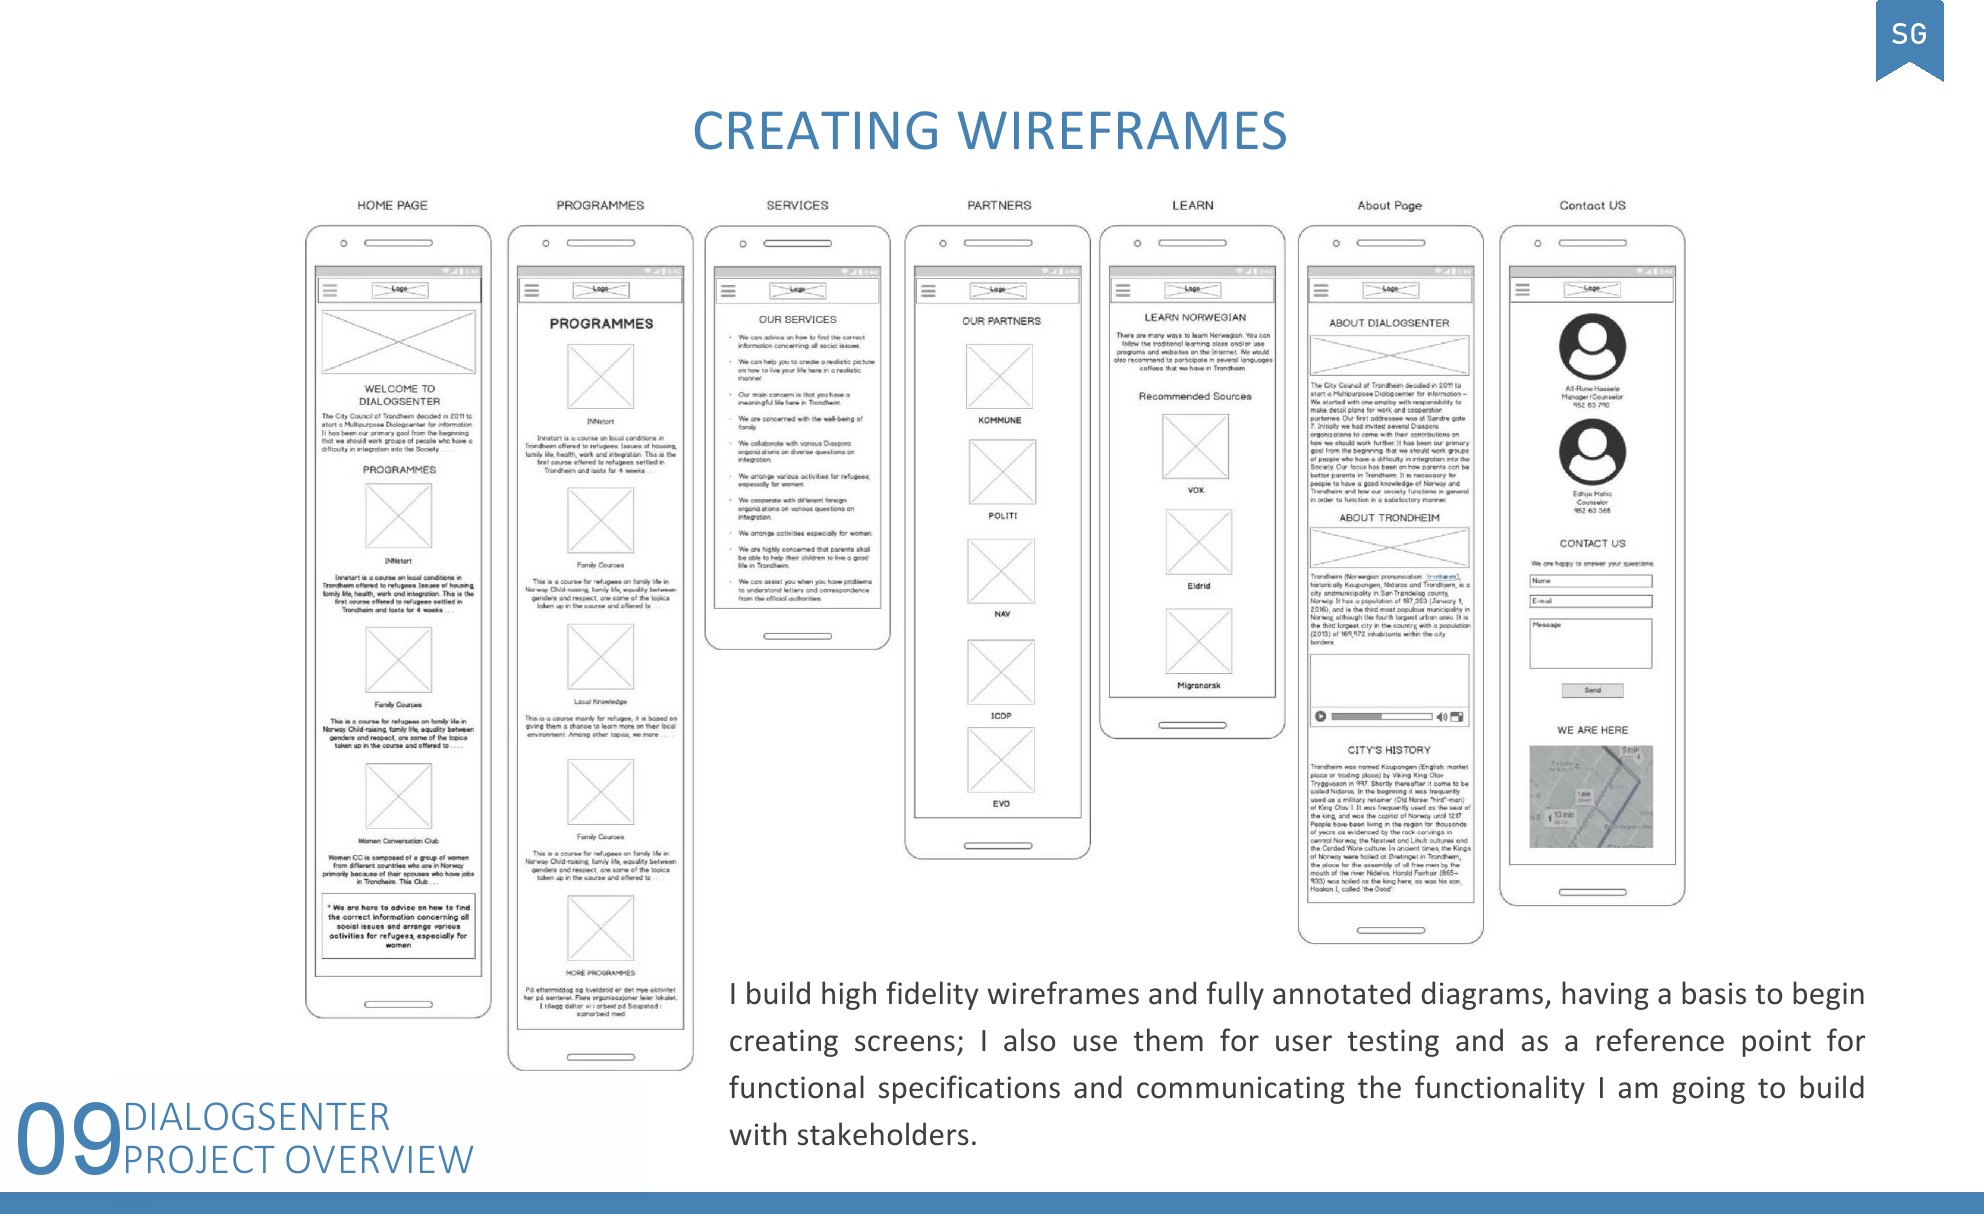 SG
CREATING WIREFRAMES
HOME PAGE
Logo
WELCOME TO
DIALOGSENTER
The City Council of Trondheim decided in 2011 to
start a Multipurpose Dialogcenter for information.
It has been our primary goal from the beginning
that we should work groups of people who have a
difficulty in integration into the Society . . . .
PROGRAMMES
INNstart
Innstart is a course on local conditions in
Trondheim offered to refugees. Issues of housing,
family life, health, work and integration. This is the
first course offered to refugees settled in
Trondheim and lasts for 4 weeks . . .
Family Courses
This is a course for refugees on family life in
Norway. Child-raising, family life, equality between
genders and respect, are some of the topics
taken up in the course and offered to . . . .
Women Conversation Club
Women CC is composed of a group of women
from different countries who are in Norway
primarily because of their spouses who have jobs
in Trondheim. This Club . . .
" We are here to advice on how to find
the correct information concerning all
social issues and arrange various
activities for refugees, especially for
women
PROGRAMMES
Logo
PROGRAMMES
INNstart
Innstart is a course on local conditions in
Trondheim offered to refugees. Issues of housing,
family life, health, work and integration. This is the
first course offered to refugees settled in
Trondheim and lasts for 4 weeks . . .
Family Courses
This is a course for refugees on family life in
Norway. Child-raising, family life, equality between
genders and respect, are some of the topics
taken up in the course and offered to . . . .
Local Knowledge
This is a course mainly for refugee; it is based on
giving them a chance to learn more on their local
environment. Among other topics, we more . . . .
Family Courses
This is a course for refugees on family life in
Norway. Child-raising, family life, equality between
genders and respect, are some of the topics
taken up in the course and offered to . . . .
MORE PROGRAMMES
På ettermiddag og kveldstid er det mye aktivitet
her på senteret. Flere organisasjoner leier lokalet.
I tillegg deltar vi i arbeid på Svapstad i
samarbeid med
SERVICES
Logo
OUR SERVICES
• We can advice on how to find the correct
information concerning all social issues.
• We can help you to create a realistic picture
on how to live your life here in a realistic
manner.
• Our main concern is that you have a
meaningful life here in Trondheim.
• We are concerned with the well-being of
family.
• We collaborate with various Diaspora
organizations on diverse questions on
integration.
• We arrange various activities for refugees,
especially for women.
• We cooperate with different foreign
organizations on various questions on
integration.
• We arrange activities especially for women.
• We are highly concerned that parents shall
be able to help their children to live a good
life in Trondheim.
• We can assist you when you have problems
to understand letters and correspondence
from the official authorities.
PARTNERS
Logo
OUR PARTNERS
KOMMUNE
POLITI
NAV
ICDP
EVO
LEARN
Logo
LEARN NORWEGIAN
There are many ways to learn Norwegian. You can
follow the traditional learning class and/or use
programs and websites on the Internet. We would
also recommend to participate in several languages
coffees that we have in Trondheim.
Recommended Sources
VOX
Eldrid
Migranorsk
About Page
Logo
ABOUT DIALOGSENTER
The City Council of Trondheim decided in 2011 to
start a Multipurpose Dialogcenter for information –
We started with one employ with responsibility to
make detail plans for work and cooperation
parteres. Our first addressee was at Søndre gate
7. Initially we had invited several Diaspora
organizations to come with their contributions on
how we should work further. It has been our primary
goal from the beginning that we should work groups
of people who have a difficulty in integration into the
Society. Our focus has been on how parents can be
better parents in Trondheim. It is necessary for
people to have a good knowledge of Norway and
Trondheim and how our society functions in general
in order to function in a satisfactory manner.
ABOUT TRONDHEIM
Trondheim (Norwegian pronunciation:
historically Kaupangen, Nidaros and Trondhjem, is a
city andmunicipality in Sør-Trøndelag county,
Norway. It has a population of 187,353 (January 1,
2016), and is the third most populous municipality in
Norway, although the fourth largest urban area. It is
the third largest city in the country, with a population
(2013) of 169,972 inhabitants within the city
borders.
CITY'S HISTORY
Trondheim was named Kaupangen (English: market
place or trading place) by Viking King Olav
Tryggvason in 997. Shortly thereafter it came to be
called Nidaros. In the beginning it was frequently
used as a military retainer (Old Norse: "hird"-man)
of King Olav I. It was frequently used as the seat of
the king, and was the capital of Norway until 1217.
People have been living in the region for thousands
of years as evidenced by the rock carvings in
central Norway, the Nøstvet and Lihult cultures and
the Corded Ware culture. In ancient times, the Kings
of Norway were hailed at Øretinget in Trondheim,
the place for the assembly of all free men by the
mouth of the river Nidelva. Harald Fairhair (865–
933) was hailed as the king here, as was his son,
Haakon I, called 'the Good'.
Contact US
Logo
Alf-Rune Hassela
Manager/Counselor
952 63 790
Edhija Mahic
Counselor
952 63 365
CONTACT US
We are happy to answer your questions
Name
E-mail
Message
Send
WE ARE HERE
9 min
1 min
13 min
I build high fidelity wireframes and fully annotated diagrams, having a basis to begin
creating screens; I also use them for user testing and as a reference point for
functional specifications and communicating the functionality I am going to build
with stakeholders.
09
DIALOGSENTER
PROJECT OVERVIEW